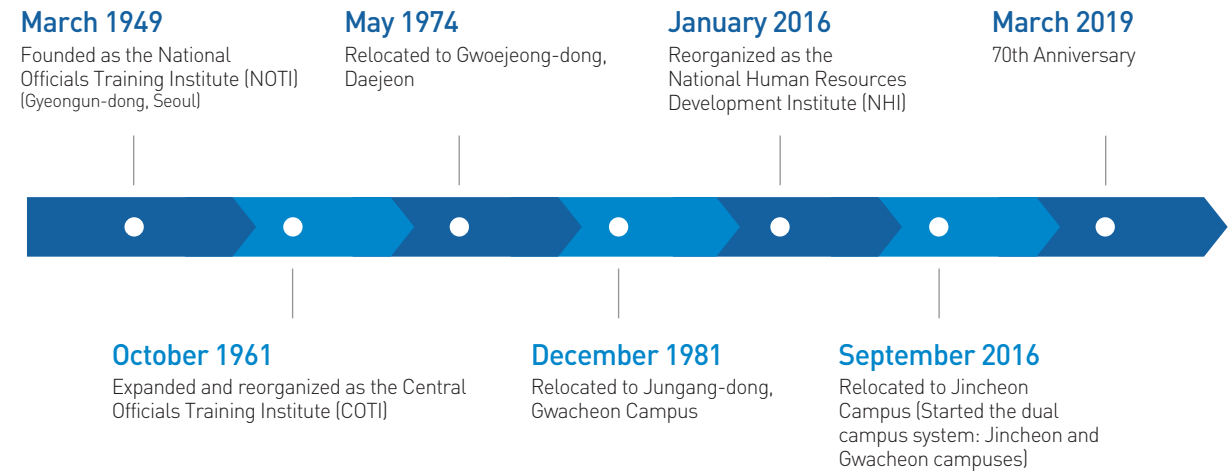 March 1949
Founded as the National
Officials Training Institute (NOTI)
(Gyeongun-dong, Seoul)
May 1974
Relocated to Gwoejeong-dong,
Daejeon
January 2016
Reorganized as the
National Human Resources
Development Institute (NHI)
March 2019
70th Anniversary
October 1961
Expanded and reorganized as the Central
Officials Training Institute (COTI)
December 1981
Relocated to Jungang-dong,
Gwacheon Campus
September 2016
Relocated to Jincheon
Campus (Started the dual
campus system: Jincheon and
Gwacheon campuses)